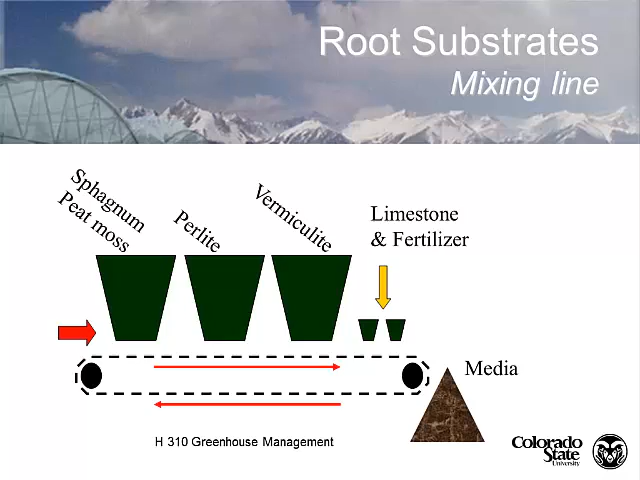 Root Substrates
Mixing line
Sphagnum
Peat moss
Perlite
Vermiculite
Limestone
& Fertilizer
Media
H 310 Greenhouse Management
Colorado
State
University